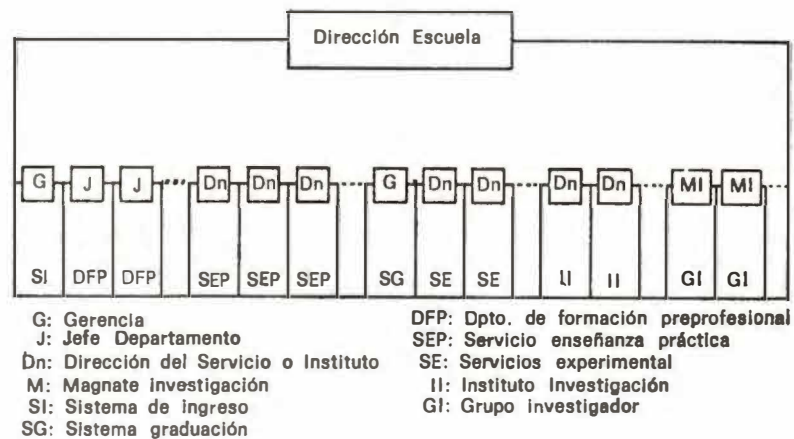 Dirección Escuela
G J J Dn Dn Dn G Dn Dn Dn Dn MI MI
SI DFP DFP SEP SEP SEP SG SE SE II II GI GI
G: Gerencia
J: Jefe Departamento
Dn: Dirección del Servicio o Instituto
M: Magnate investigación
SI: Sistema de ingreso
SG: Sistema graduación
DFP: Dpto. de formación preprofesional
SEP: Servicio enseñanza práctica
SE: Servicios experimental
II: Instituto Investigación
GI: Grupo investigador